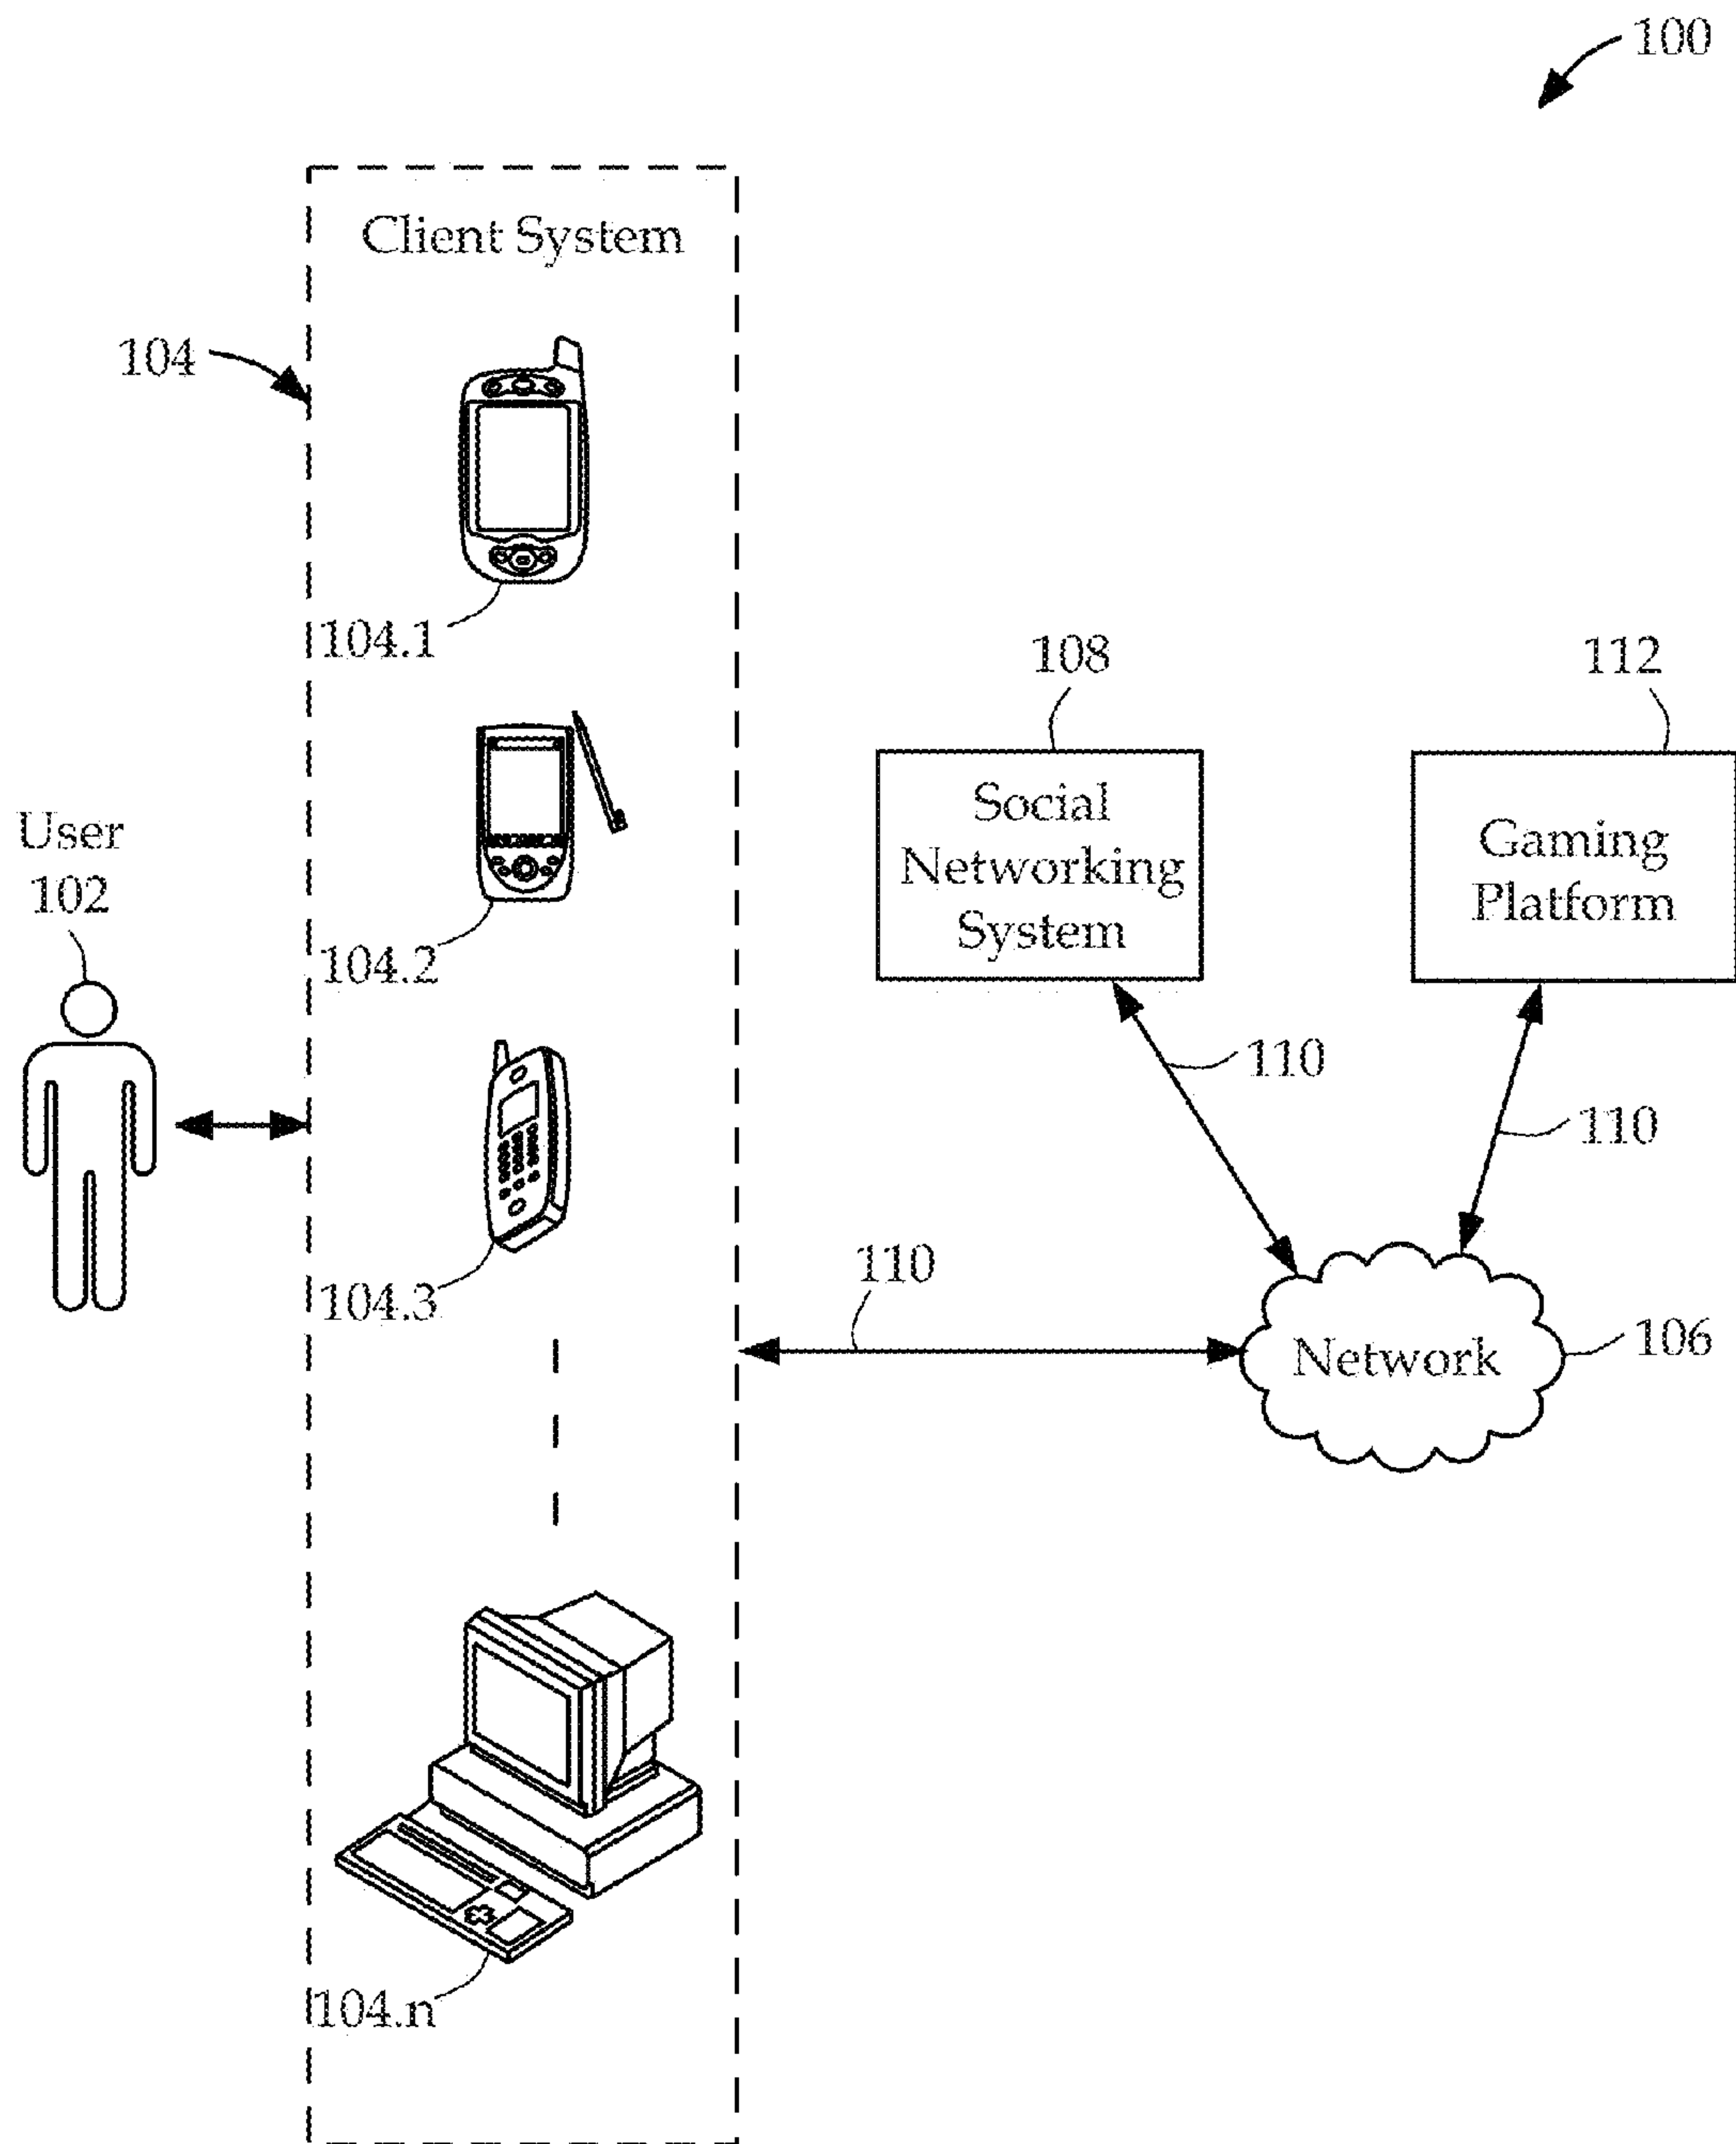 100
Client System
104
104.1
108
112
Social
Networking
System
Gaming
Platform
User
102
104.2
110
110
104.3
110
Network
106
104.n